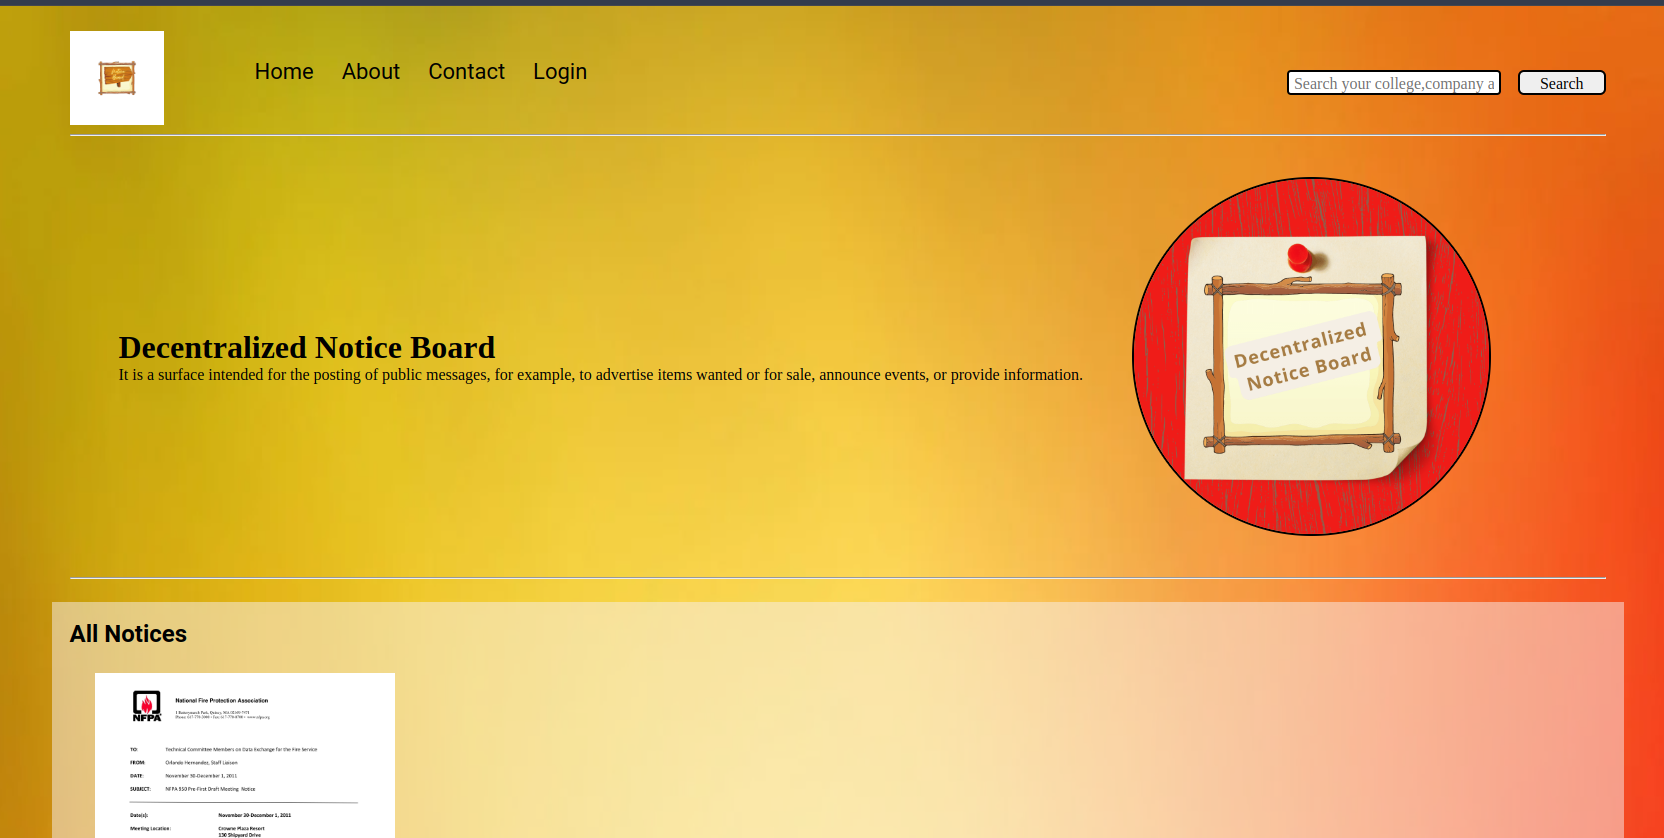 Home About Contact Login
Search your college,company a
Search
Decentralized Notice Board
It is a surface intended for the posting of public messages, for example, to advertise items wanted or for sale, announce events, or provide information.
Decentralized
Notice Board
All Notices
NFPA
National Fire Protection Association
TO: Technical Committee Members on Data Exchange for the Fire Service
FROM: Orlando Hernandez, Staff Liaison
DATE: November 30-December 1, 2011
SUBJECT: NFPA 950 Pre-First Draft Meeting Notice
Date(s): November 30-December 1, 2011
Meeting Location: Crowne Plaza Resort
130 Shipyard Drive